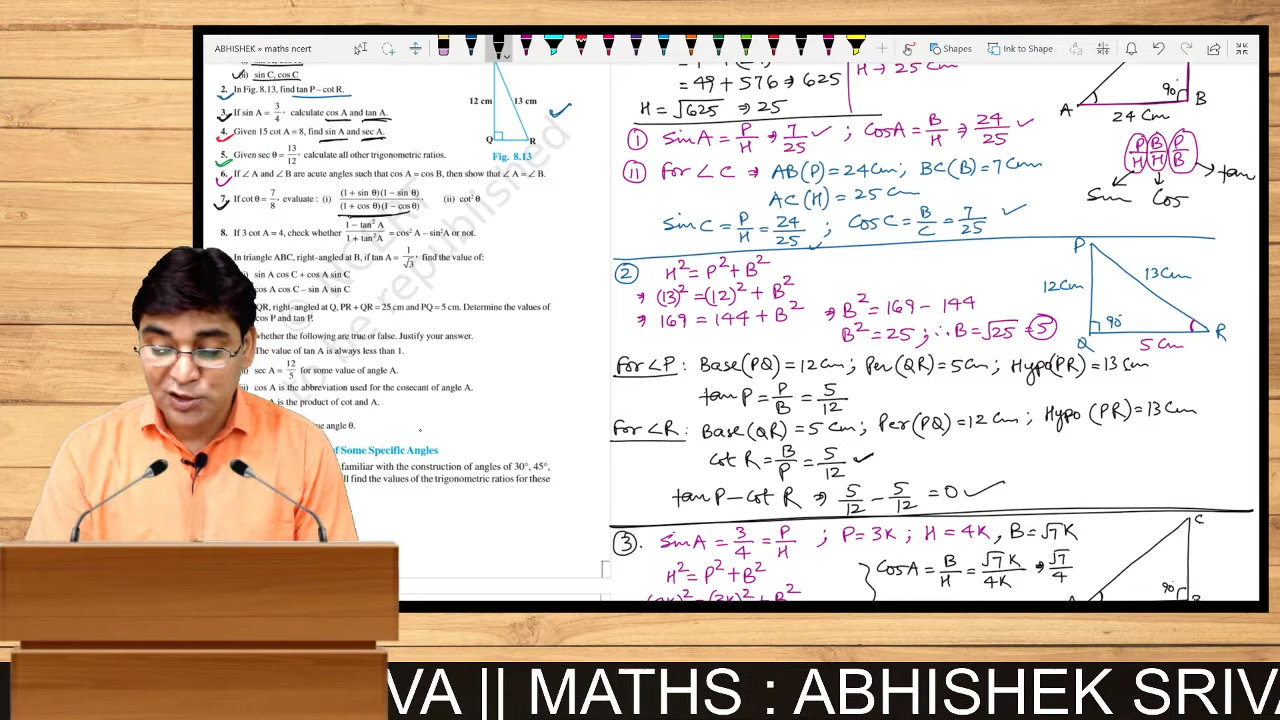 ABHISHEK » maths ncert
Shapes
Ink to Shape
(ii) sin C, cos C
2. In Fig. 8.13, find tan P – cot R.
3. If sin A = 3/4, calculate cos A and tan A.
4. Given 15 cot A = 8, find sin A and sec A.
5. Given sec θ = 13/12, calculate all other trigonometric ratios.
6. If ∠ A and ∠ B are acute angles such that cos A = cos B, then show that ∠ A = ∠ B.
7. If cot θ = 7/8, evaluate : (i) (1 + sin θ)(1 – sin θ)/(1 + cos θ)(1 – cos θ) (ii) cot² θ
8. If 3 cot A = 4, check whether 1 – tan² A/1 + tan² A = cos² A – sin² A or not.
In triangle ABC, right-angled at B, if tan A = 1/√3, find the value of:
sin A cos C + cos A sin C
cos A cos C – sin A sin C
QR, right-angled at Q, PR + QR = 25 cm and PQ = 5 cm. Determine the values of
cos P and tan P.
whether the following are true or false. Justify your answer.
The value of tan A is always less than 1.
sec A = 12/5 for some value of angle A.
cos A is the abbreviation used for the cosecant of angle A.
A is the product of cot and A.
me angle θ.
of Some Specific Angles
familiar with the construction of angles of 30°, 45°,
ll find the values of the trigonometric ratios for these
12 cm
13 cm
Q
R
Fig. 8.13
be republished
= 49 + 576 ⇒ 625
H = √625 ⇒ 25
H → 25 cm
A
24 cm
90°
B
① sin A = P/H ⇒ 7/25 ; cos A = B/H ⇒ 24/25
P/H B/H P/B
sin
cos
tan
ⓘⓘ For ∠C ⇒ AB(P) = 24 cm, BC(B) = 7 cm
AC(H) = 25 cm
sin C = P/H = 24/25 cos C = B/C = 7/25
② H² = P² + B²
⇒ (13)² = (12)² + B²
⇒ 169 = 144 + B²
⇒ B² = 169 - 144
B² = 25 ; ∴ B = √25 = 5
P
12 cm
13 cm
90°
Q
5 cm
R
For ∠P : Base (PQ) = 12 cm ; Per (QR) = 5 cm ; Hypo(PR) = 13 cm
tan P = P/B = 5/12
For ∠R : Base (QR) = 5 cm ; Per (PQ) = 12 cm ; Hypo (PR) = 13 cm
cot R = B/P = 5/12
tan P - cot R ⇒ 5/12 - 5/12 = 0
③. sin A = 3/4 = P/H ; P = 3K ; H = 4K , B = √7K
H² = P² + B²
cos A = B/H = √7K/4K ⇒ √7/4
C
90°
VA || MATHS : ABHISHEK SRIVA